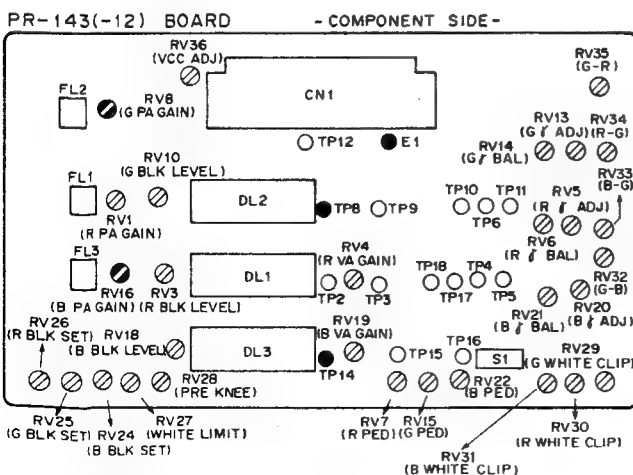 PR-143(-12) BOARD - COMPONENT SIDE -
RV36
(VCC ADJ)
RV35
(G-R)
FL2
RV8
(G PA GAIN)
CN1
RV13
(G γ ADJ)
RV34
(R-G)
TP12
E1
RV14
(G γ BAL)
RV33
(B-G)
RV10
(G BLK LEVEL)
FL1
RV1
(R PA GAIN)
DL2
TP8
TP9
TP10
TP11
TP6
RV5
(R γ ADJ)
RV6
(R γ BAL)
FL3
RV16
(B PA GAIN)
RV3
(R BLK LEVEL)
DL1
RV4
(R VA GAIN)
TP2
TP3
TP18
TP17
TP4
TP5
RV32
(G-B)
RV21
(B γ BAL)
RV20
(B γ ADJ)
RV26
(R BLK SET)
RV18
(B BLK LEVEL)
DL3
RV19
(B VA GAIN)
TP14
TP15
TP16
S1
RV29
(G WHITE CLIP)
RV28
(PRE KNEE)
RV22
(B PED)
RV25
(G BLK SET)
RV24
(B BLK SET)
RV27
(WHITE LIMIT)
RV7
(R PED)
RV15
(G PED)
RV30
(R WHITE CLIP)
RV31
(B WHITE CLIP)